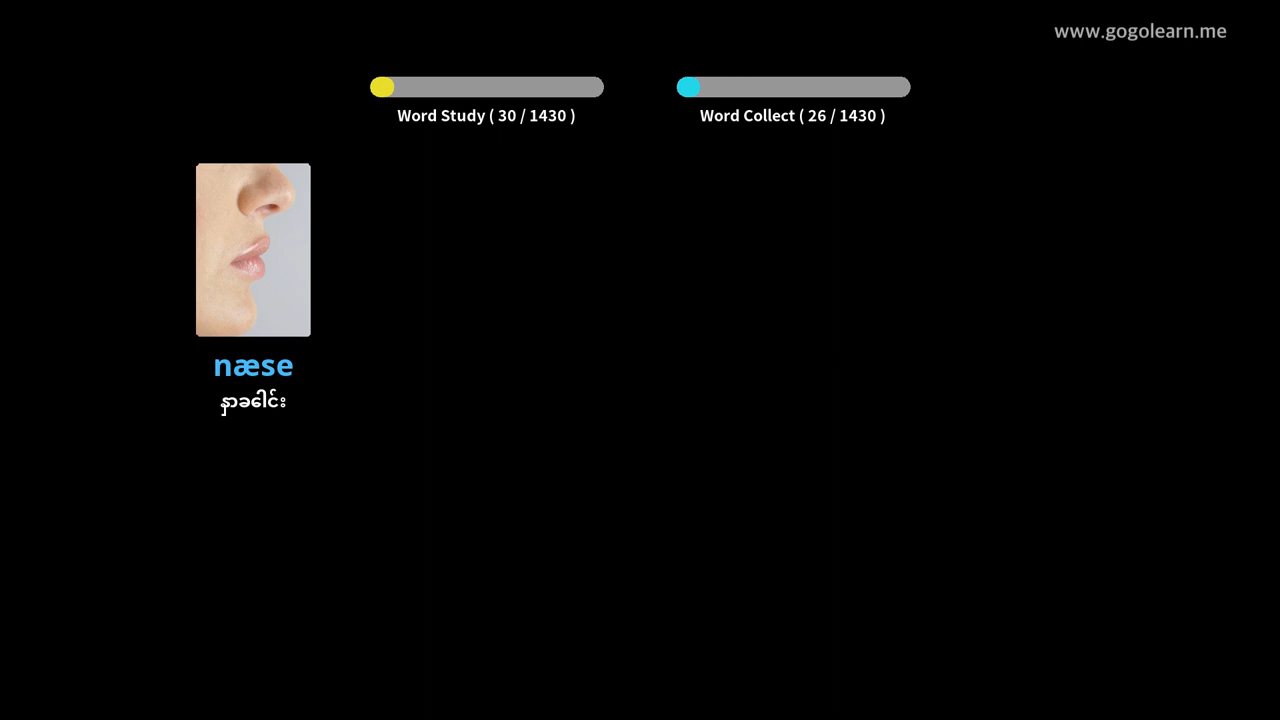 www.gogolearn.me
Word Study ( 30 / 1430 )
Word Collect ( 26 / 1430 )
næse
နှာခေါင်း